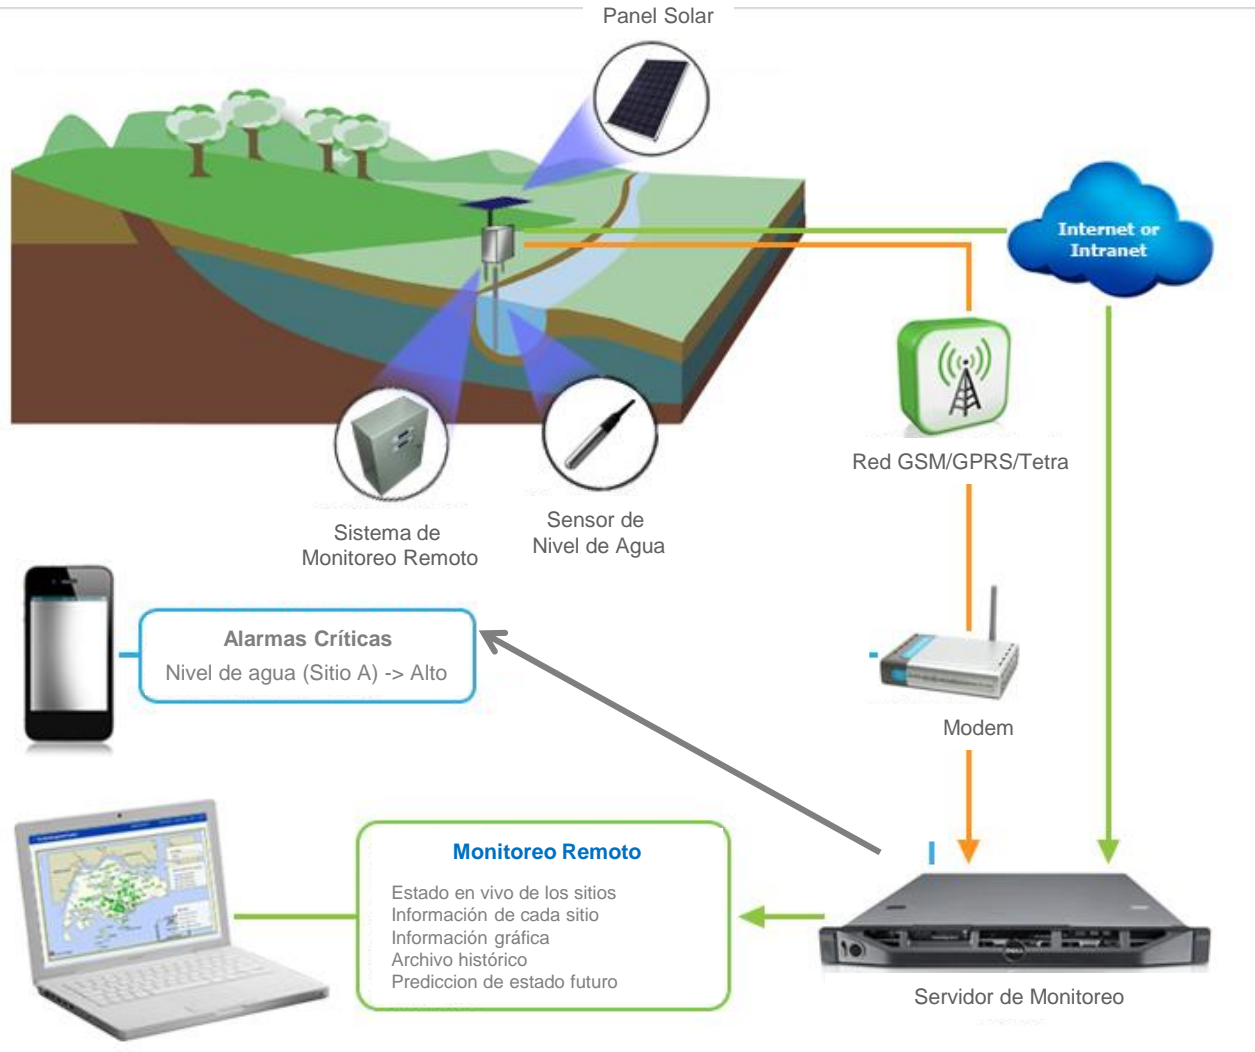 Panel Solar
Internet or
Intranet
Red GSM/GPRS/Tetra
Sistema de
Monitoreo Remoto
Sensor de
Nivel de Agua
Alarmas Críticas
Nivel de agua (Sitio A) -> Alto
Modem
Monitoreo Remoto
Estado en vivo de los sitios
Información de cada sitio
Información gráfica
Archivo histórico
Prediccion de estado futuro
DELL
Servidor de Monitoreo